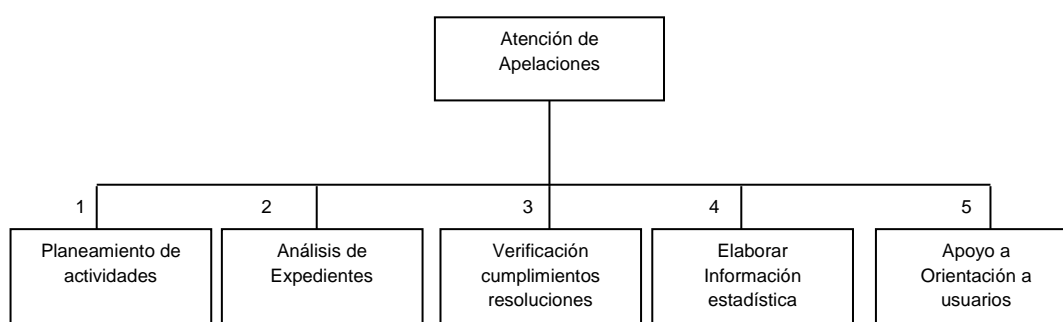 Atención de
Apelaciones
1
2
3
4
5
Planeamiento de
actividades
Análisis de
Expedientes
Verificación
cumplimientos
resoluciones
Elaborar
Información
estadística
Apoyo a
Orientación a
usuarios